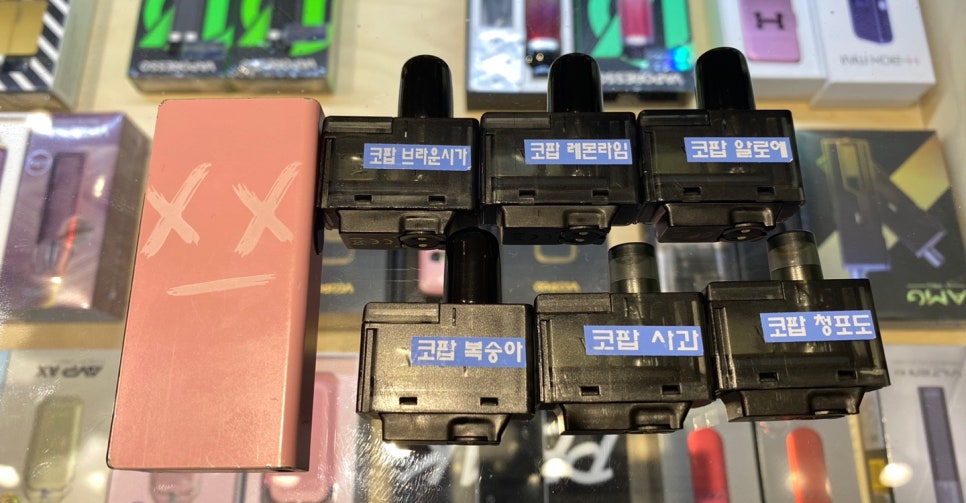 코팝 브라운시가
코팝 레몬라임
코팝 알로에
코팝 복숭아
코팝 사과
코팝 청포도
AMG